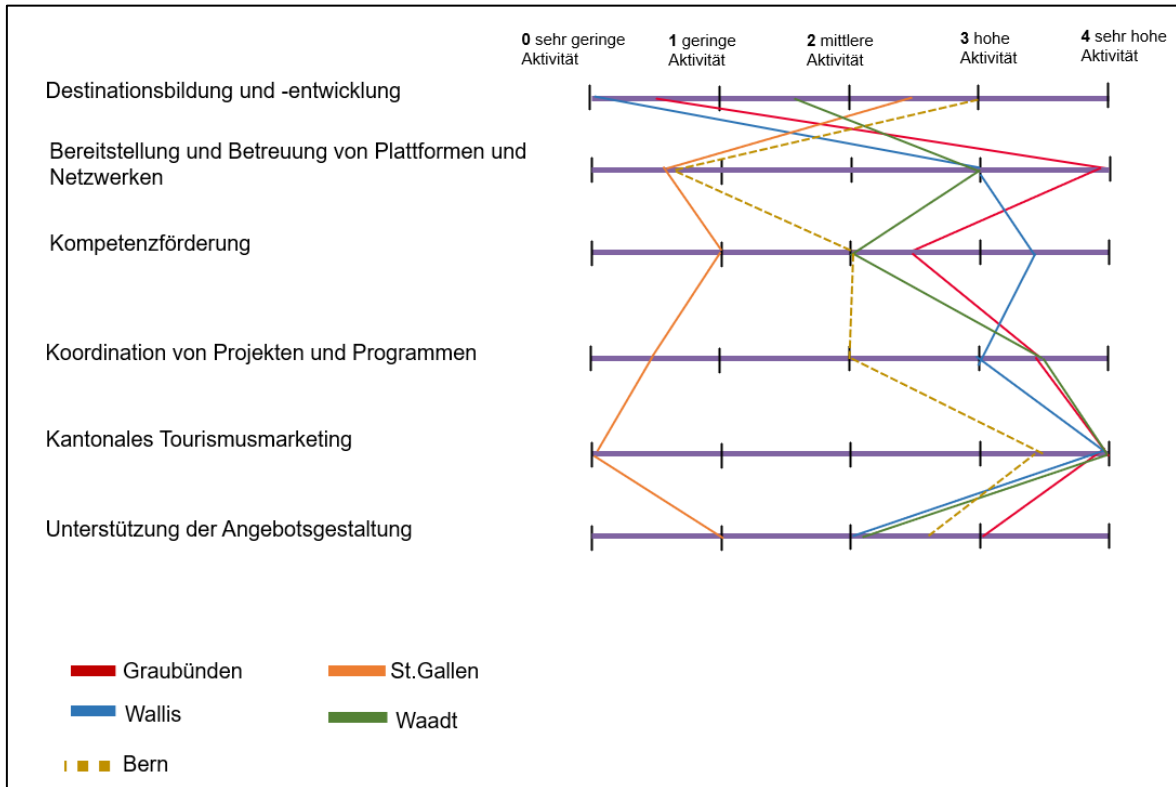 0 sehr geringe
Aktivität
1 geringe
Aktivität
2 mittlere
Aktivität
3 hohe
Aktivität
4 sehr hohe
Aktivität
Destinationsbildung und -entwicklung
Bereitstellung und Betreuung von Plattformen und
Netzwerken
Kompetenzförderung
Koordination von Projekten und Programmen
Kantonales Tourismusmarketing
Unterstützung der Angebotsgestaltung
Graubünden
St.Gallen
Wallis
Waadt
Bern